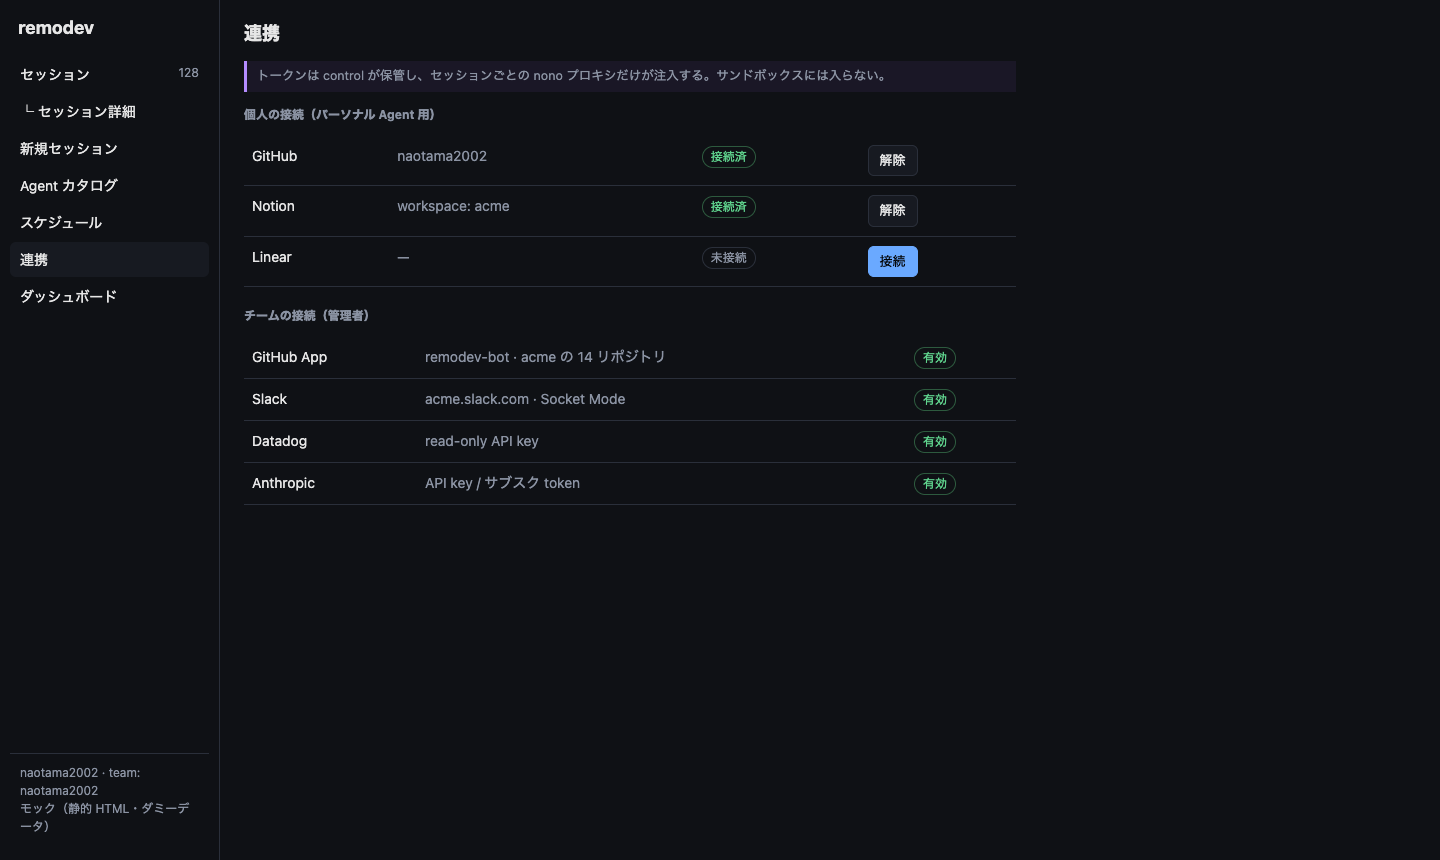 remodev
セッション 128
└ セッション詳細
新規セッション
Agent カタログ
スケジュール
連携
ダッシュボード
naotama2002 · team:
naotama2002
モック（静的 HTML・ダミーデ
ータ）
連携
トークンは control が保管し、セッションごとの nono プロキシだけが注入する。サンドボックスには入らない。
個人の接続（パーソナル Agent 用）
GitHub naotama2002 接続済 解除
Notion workspace: acme 接続済 解除
Linear — 未接続 接続
チームの接続（管理者）
GitHub App remodev-bot · acme の 14 リポジトリ 有効
Slack acme.slack.com · Socket Mode 有効
Datadog read-only API key 有効
Anthropic API key / サブスク token 有効